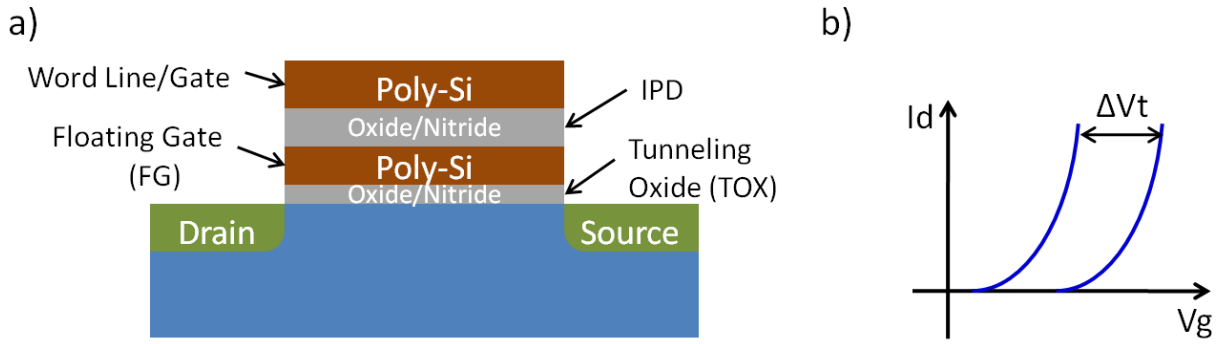 a)
b)
Word Line/Gate
Poly-Si
IPD
Oxide/Nitride
Floating Gate
(FG)
Poly-Si
Tunneling
Oxide (TOX)
Oxide/Nitride
Drain
Source
Id
ΔVt
Vg